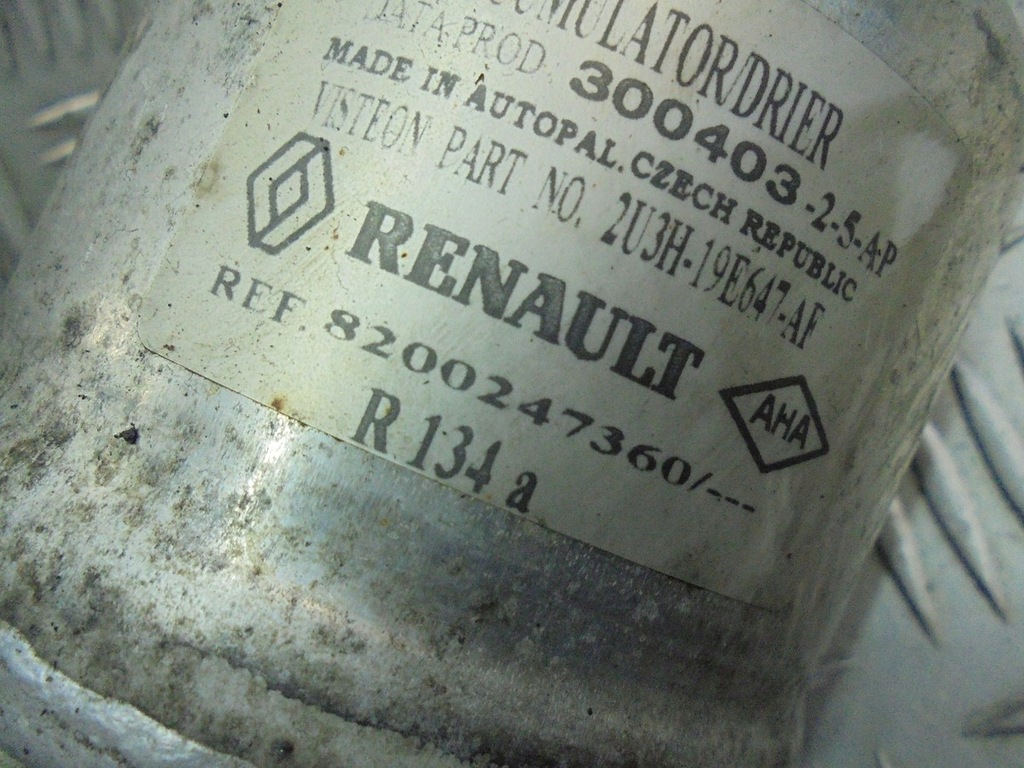 CUMULATOR/DRIER
DATA-PROD 300403-2-5-A-P
MADE IN AUTOPAL.CZECH REPUBLIC
VISTEON PART NO. 2U3H-19E647-AF
RENAULT
AHA
REF. 8200247360/---
R 134 a